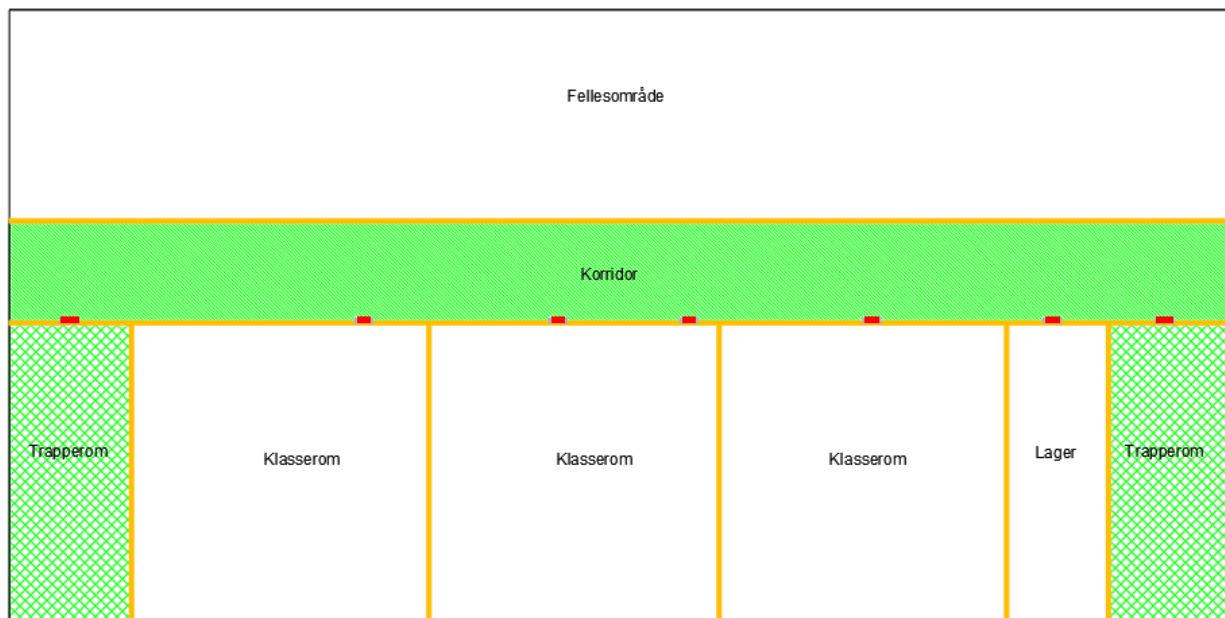 Fellesområde
Korridor
Trapperom
Klasserom
Klasserom
Klasserom
Lager
Trapperom